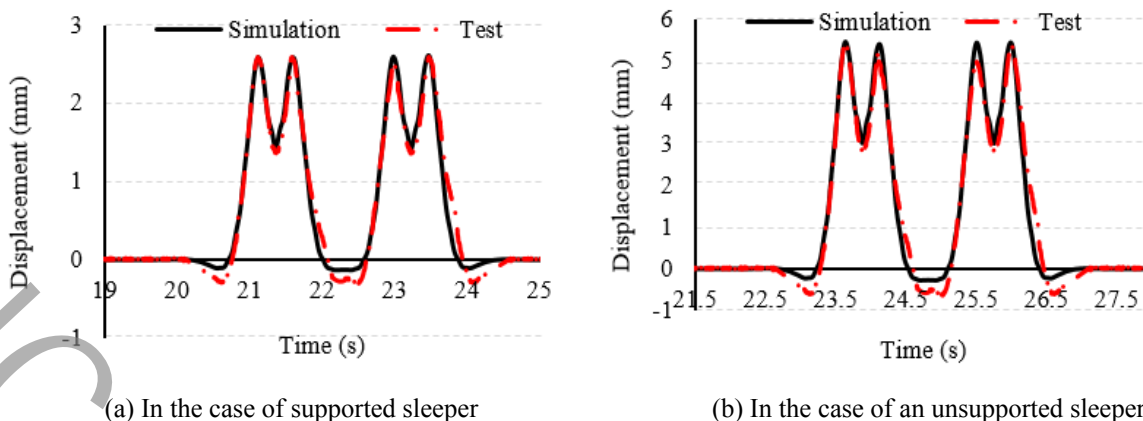 Simulation Test
3
2
1
0
-1
19 20 21 22 23 24 25
Displacement (mm)
Time (s)
(a) In the case of supported sleeper
Simulation Test
6
5
4
3
2
1
0
-1
21.5 22.5 23.5 24.5 25.5 26.5 27.5
Displacement (mm)
Time (s)
(b) In the case of an unsupported sleeper